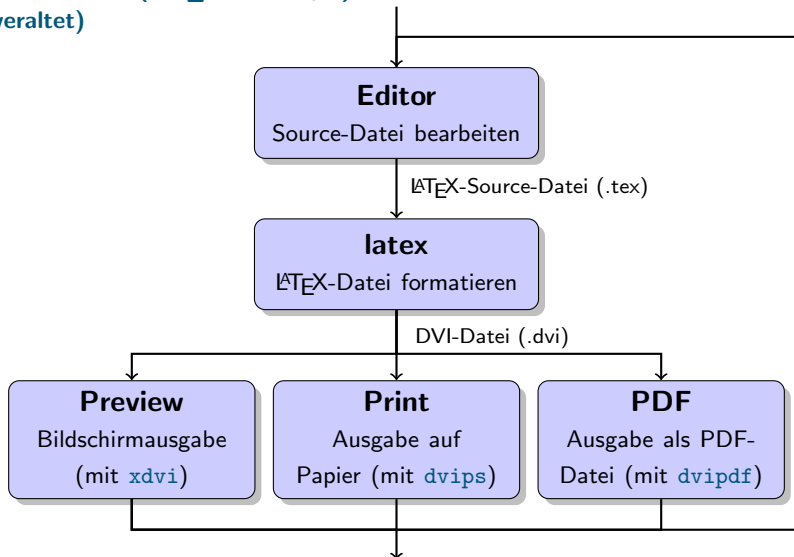 veraltet)
Editor
Source-Datei bearbeiten
LATEX-Source-Datei (.tex)
latex
LATEX-Datei formatieren
DVI-Datei (.dvi)
Preview
Bildschirmausgabe
(mit xdvi)
Print
Ausgabe auf
Papier (mit dvips)
PDF
Ausgabe als PDF-
Datei (mit dvipdf)